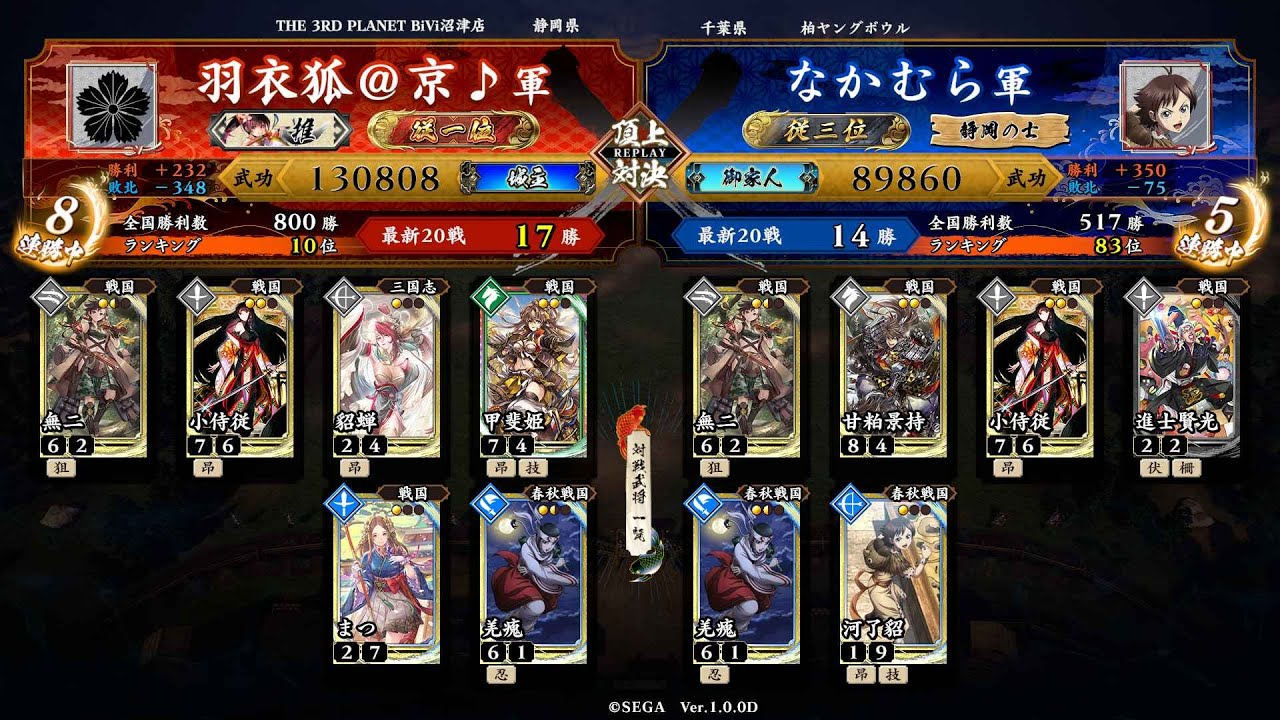 THE 3RD PLANET BiVi沼津店 静岡県
千葉県 柏ヤングボウル
羽衣狐@京♪軍
なかむら軍
推 従一位
従三位 静岡の士
頂上
REPLAY
対決
勝利 +232
敗北 -348
武功 130808 城主
御家人 89860 武功
勝利 +350
敗北 -75
8
連勝中
全国勝利数 800勝
ランキング 10位
最新20戦 17勝
最新20戦 14勝
全国勝利数 517勝
ランキング 83位
5
連勝中
戦国 戦国 三国志 戦国
無二 小侍従 貂蝉 甲斐姫
6 2 7 6 2 4 7 4
狙 昂 昂 昂 技
戦国 戦国 戦国 戦国
無二 甘粕景持 小侍従 進士賢光
6 2 8 4 7 6 2 2
狙 昂 伏 柵
対戦武将一覧
戦国 春秋戦国
まつ 羌瘣
2 7 6 1
忍
春秋戦国 春秋戦国
羌瘣 河了貂
6 1 1 9
忍 昂 技
©SEGA Ver.1.0.0D